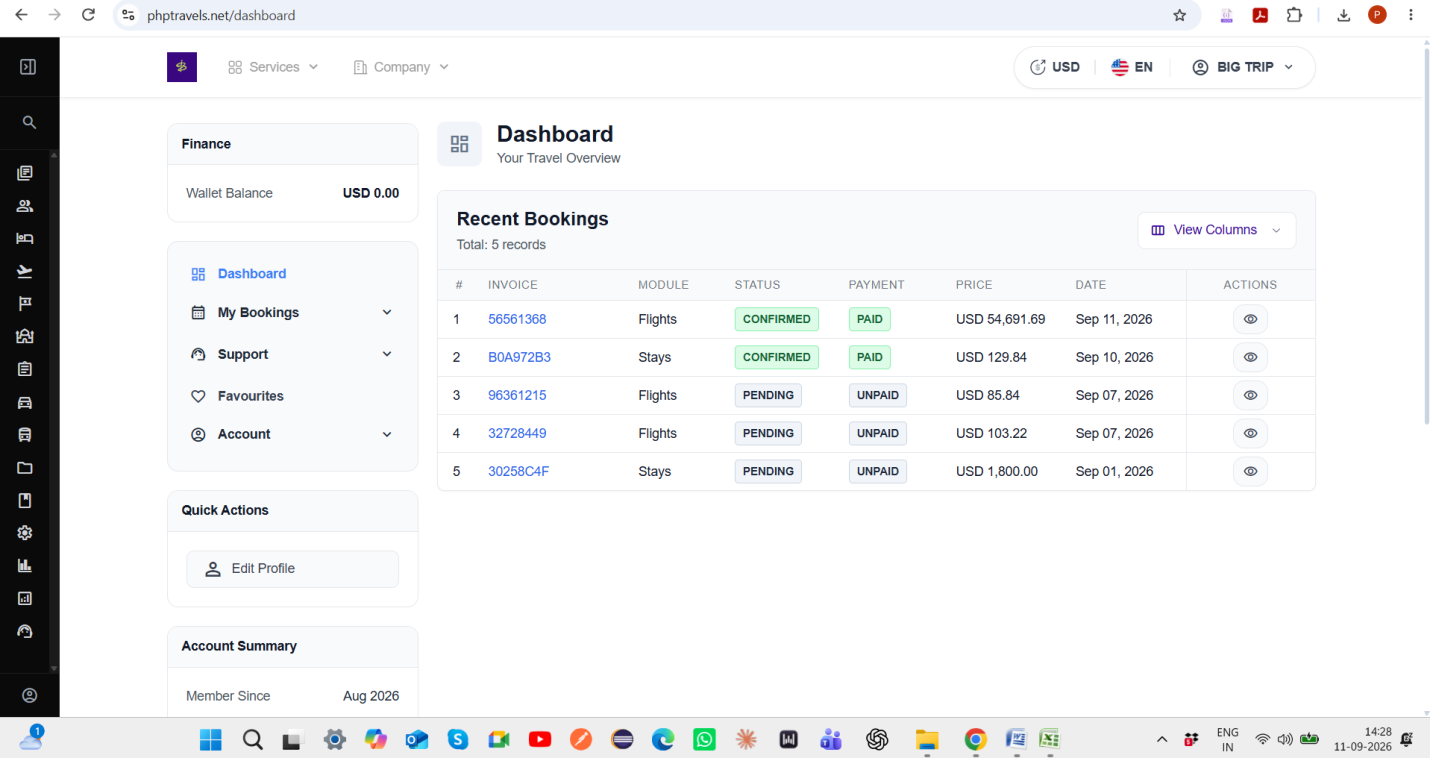 phptravels.net/dashboard
P
Services
Company
USD
EN
BIG TRIP
Finance
Wallet Balance USD 0.00
Dashboard
My Bookings
Support
Favourites
Account
Quick Actions
Edit Profile
Account Summary
Member Since Aug 2026
Dashboard
Your Travel Overview
Recent Bookings
Total: 5 records
View Columns
# INVOICE MODULE STATUS PAYMENT PRICE DATE ACTIONS
1 56561368 Flights CONFIRMED PAID USD 54,691.69 Sep 11, 2026
2 B0A972B3 Stays CONFIRMED PAID USD 129.84 Sep 10, 2026
3 96361215 Flights PENDING UNPAID USD 85.84 Sep 07, 2026
4 32728449 Flights PENDING UNPAID USD 103.22 Sep 07, 2026
5 30258C4F Stays PENDING UNPAID USD 1,800.00 Sep 01, 2026
1
ENG
IN
14:28
11-09-2026